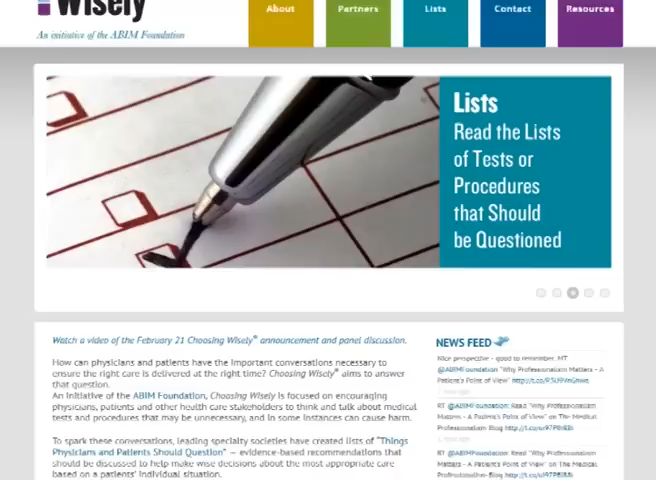 Wisely
An initiative of the ABIM Foundation
About
Partners
Lists
Contact
Resources
Lists
Read the Lists
of Tests or
Procedures
that Should
be Questioned
Watch a video of the February 21 Choosing Wisely® announcement and panel discussion.
How can physicians and patients have the important conversations necessary to
ensure the right care is delivered at the right time? Choosing Wisely® aims to answer
that question.
An initiative of the ABIM Foundation, Choosing Wisely is focused on encouraging
physicians, patients and other health care stakeholders to think and talk about medical
tests and procedures that may be unnecessary, and in some instances can cause harm.
To spark these conversations, leading specialty societies have created lists of "Things
Physicians and Patients Should Question" — evidence-based recommendations that
should be discussed to help make wise decisions about the most appropriate care
based on a patients' individual situation.
NEWS FEED
Nice perspective - good to remember. MT
@ABIMFoundation "Why Professionalism Matters - A
Patient's Point of View"
RT @ABIMFoundation: Read "Why Professionalism
Matters - A Patient's Point of View" on The Medical
Professionalism Blog
RT @ABIMFoundation: Read "Why Professionalism
Matters - A Patient's Point of View" on The Medical
Professionalism Blog